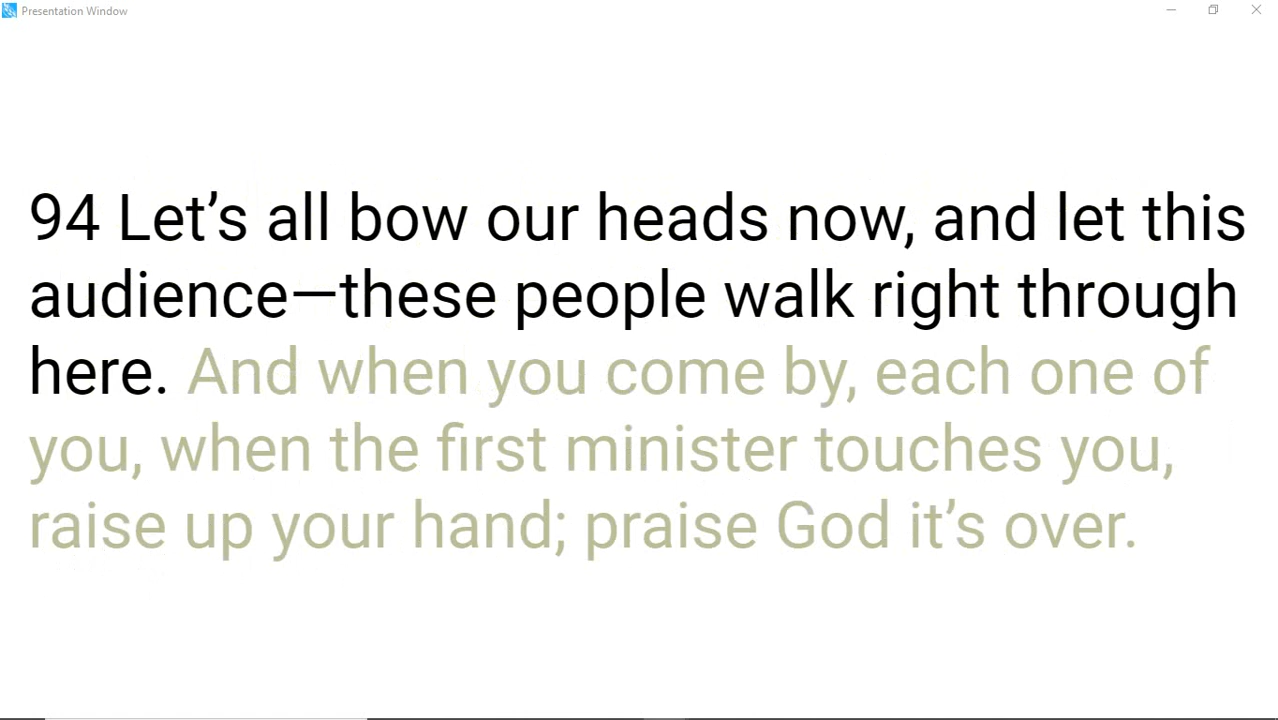 Presentation Window
94 Let’s all bow our heads now, and let this
audience—these people walk right through
here. And when you come by, each one of
you, when the first minister touches you,
raise up your hand; praise God it’s over.